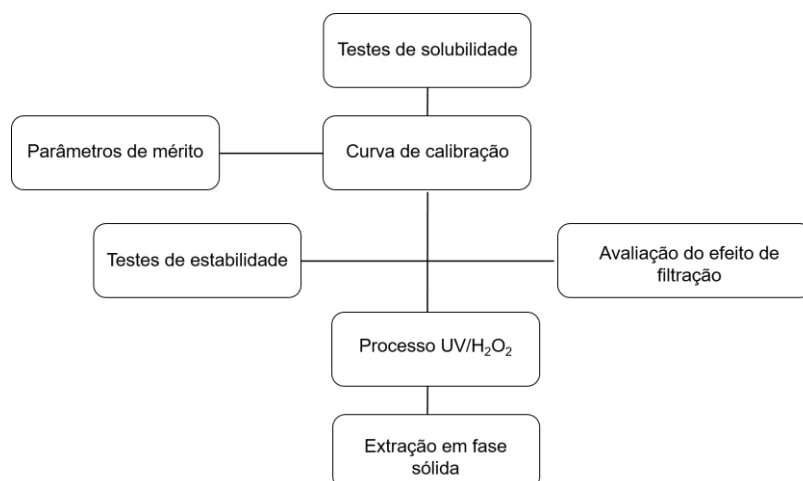 Testes de solubilidade
Parâmetros de mérito
Curva de calibração
Testes de estabilidade
Avaliação do efeito de
filtração
Processo UV/H₂O₂
Extração em fase
sólida